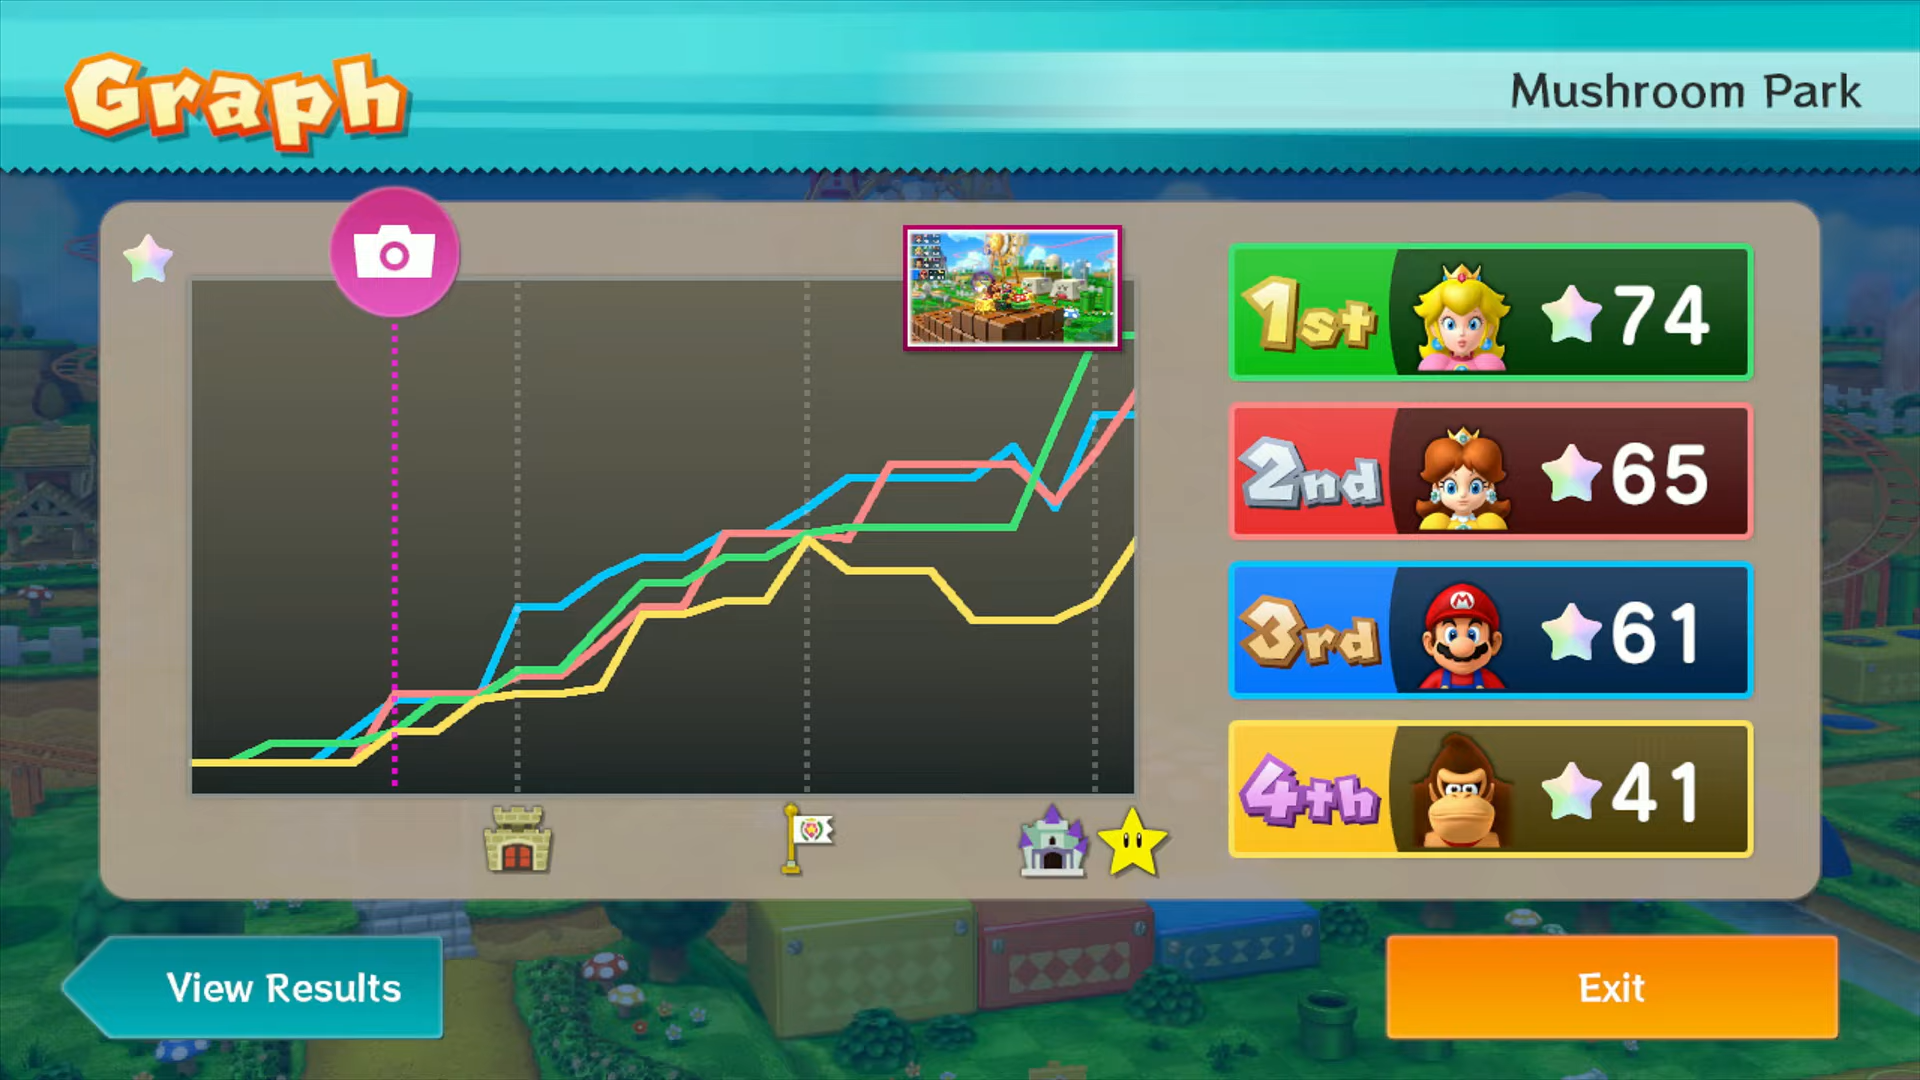 Graph
Mushroom Park
1st 74
2nd 65
3rd 61
4th 41
View Results
Exit